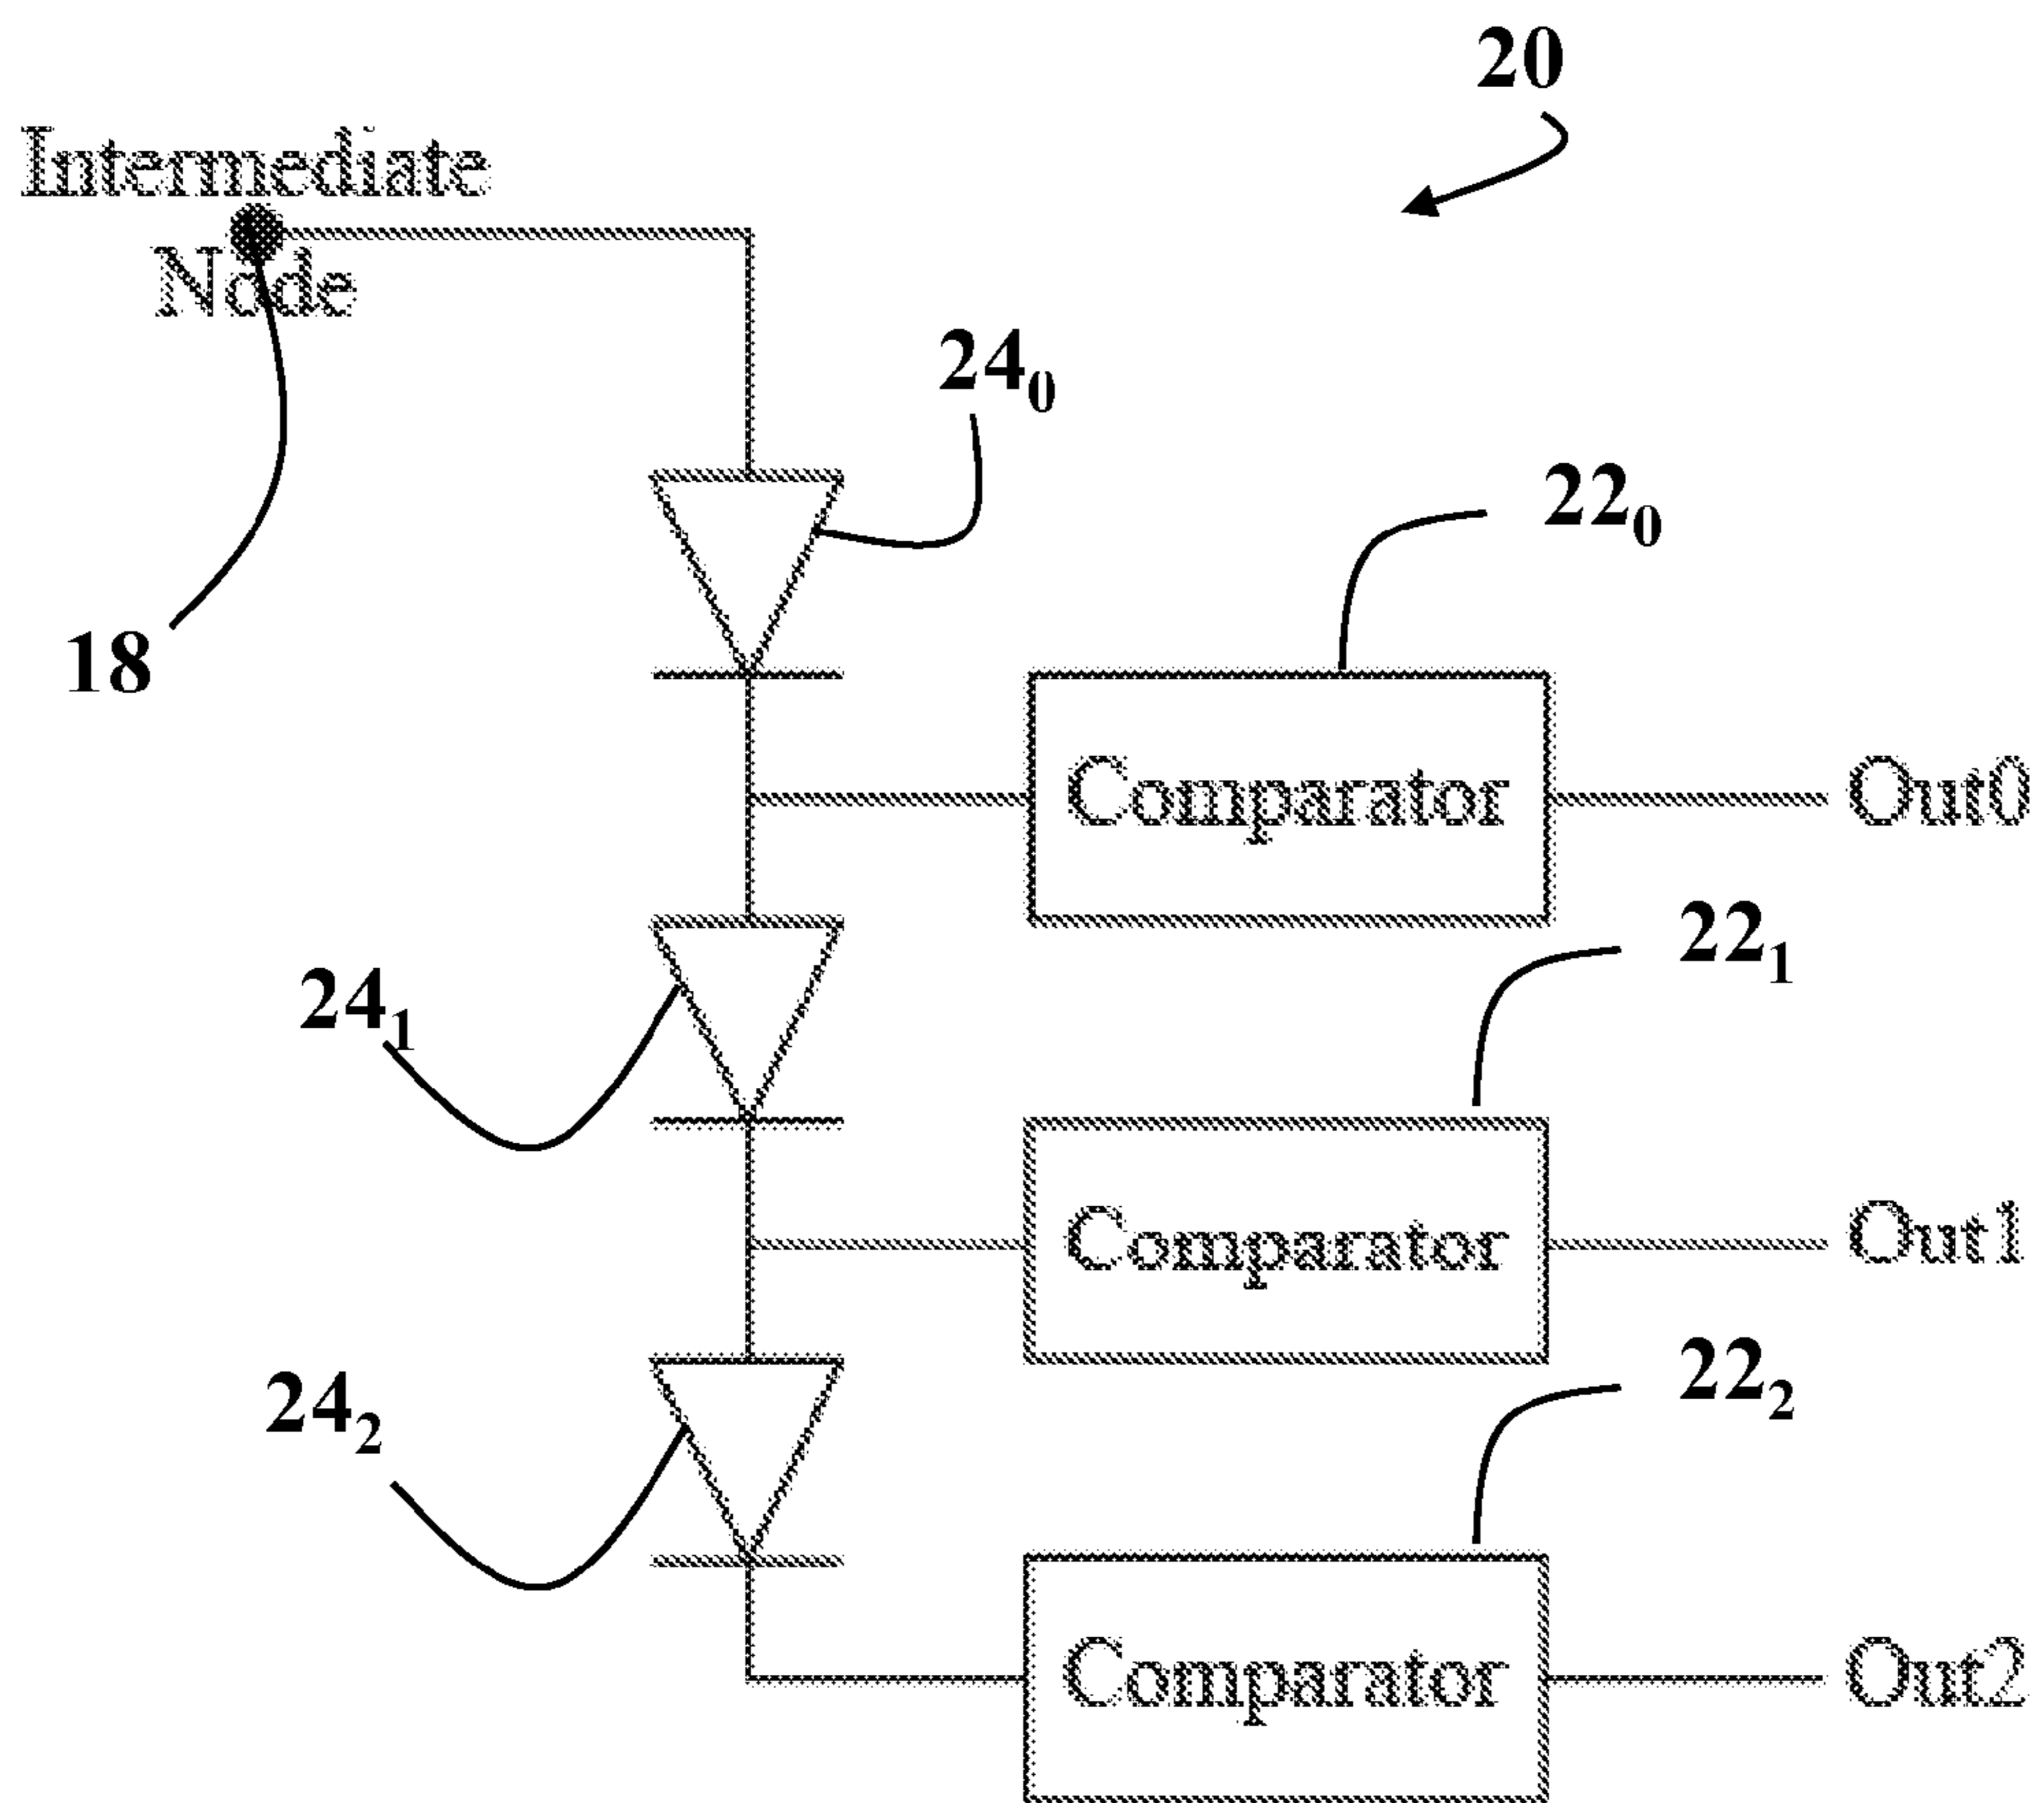 20
Intermediate
Node
24₀
22₀
18
Comparator
Out0
22₁
24₁
Comparator
Out1
22₂
24₂
Comparator
Out2